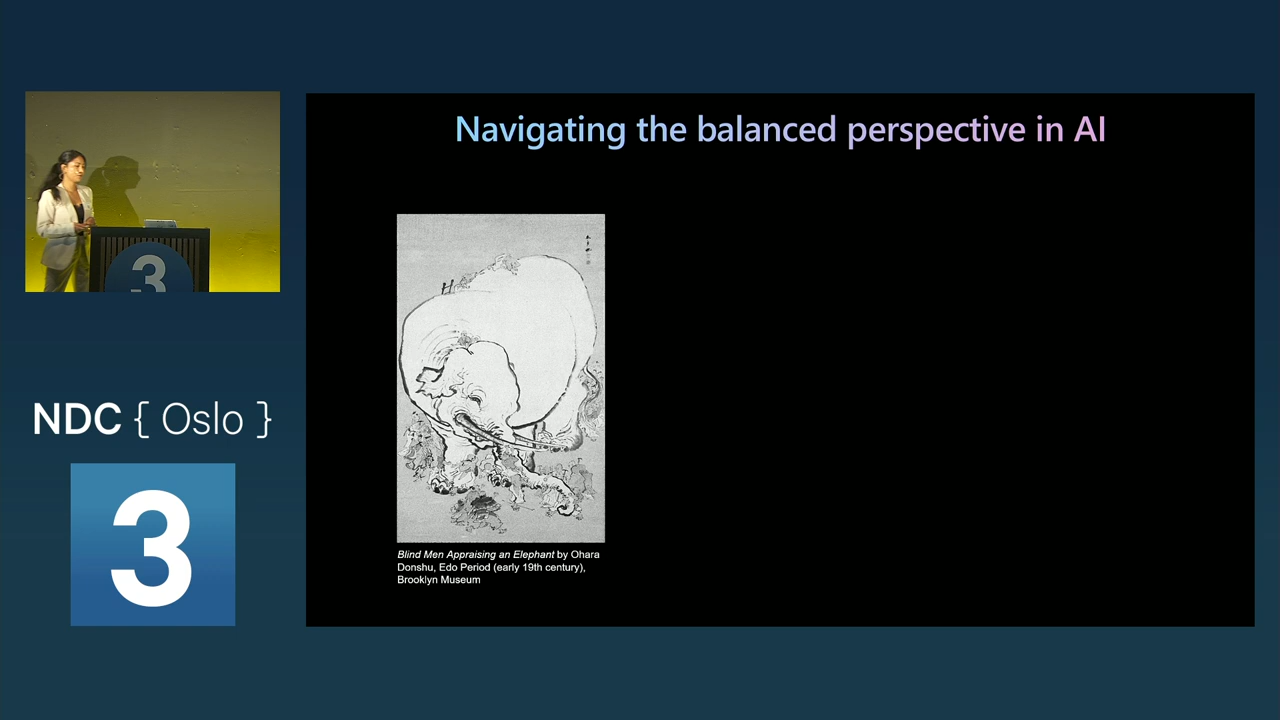 Navigating the balanced perspective in AI
3
NDC { Oslo }
3
Blind Men Appraising an Elephant by Ohara
Donshu, Edo Period (early 19th century),
Brooklyn Museum